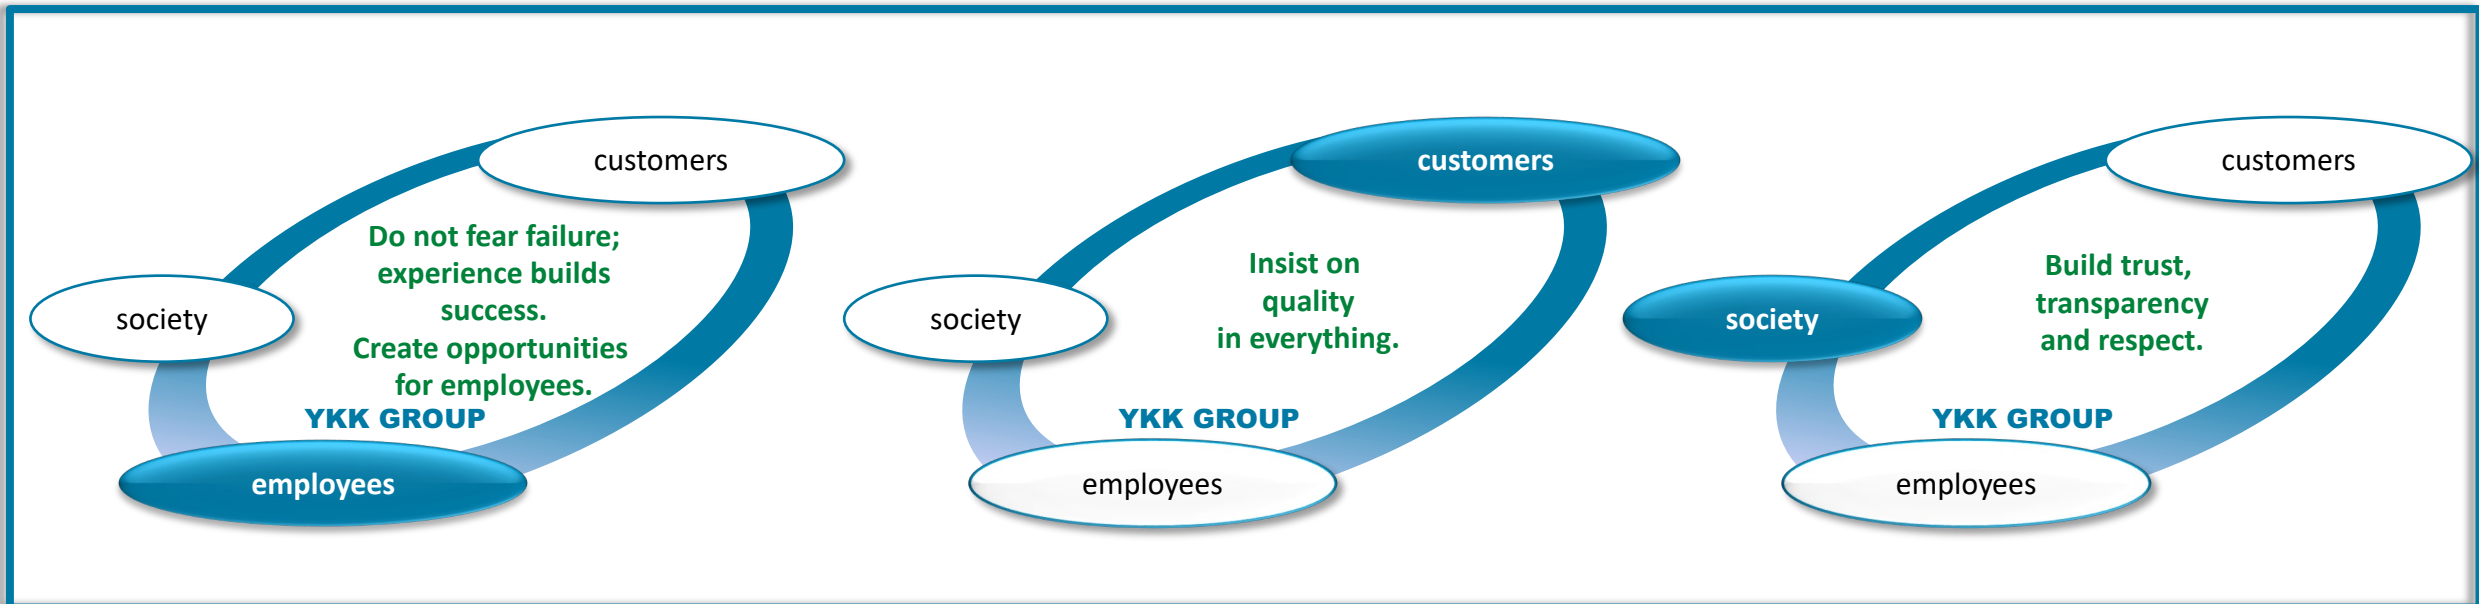 customers
Do not fear failure;
experience builds
success.
Create opportunities
for employees.
society
YKK GROUP
employees
customers
Insist on
quality
in everything.
society
YKK GROUP
employees
customers
Build trust,
transparency
and respect.
society
YKK GROUP
employees